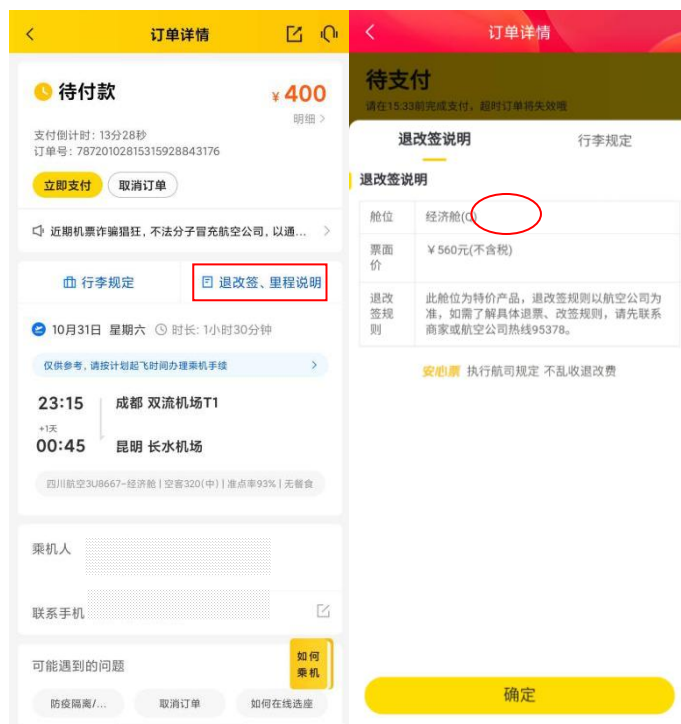 订单详情
待付款
¥ 400
明细 >
支付倒计时：13分28秒
订单号：78720102815315928843176
立即支付
取消订单
近期机票诈骗猖狂，不法分子冒充航空公司，以通... >
行李规定
退改签、里程说明
10月31日 星期六 时长：1小时30分钟
仅供参考，请按计划起飞时间办理乘机手续 >
23:15 成都 双流机场T1
+1天
00:45 昆明 长水机场
四川航空3U8667-经济舱 | 空客320(中) | 准点率93% | 无餐食
乘机人
联系手机
如何
乘机
可能遇到的问题
防疫隔离/...
取消订单
如何在线选座
订单详情
待支付
请在15:33前完成支付，超时订单将失效哦
退改签说明
行李规定
退改签说明
舱位
经济舱(Q)
票面
价
¥560元(不含税)
退改
签规
则
此舱位为特价产品，退改签规则以航空公司为
准，如需了解具体退票、改签规则，请先联系
商家或航空公司热线95378。
安心票 执行航司规定 不乱收退改费
确定